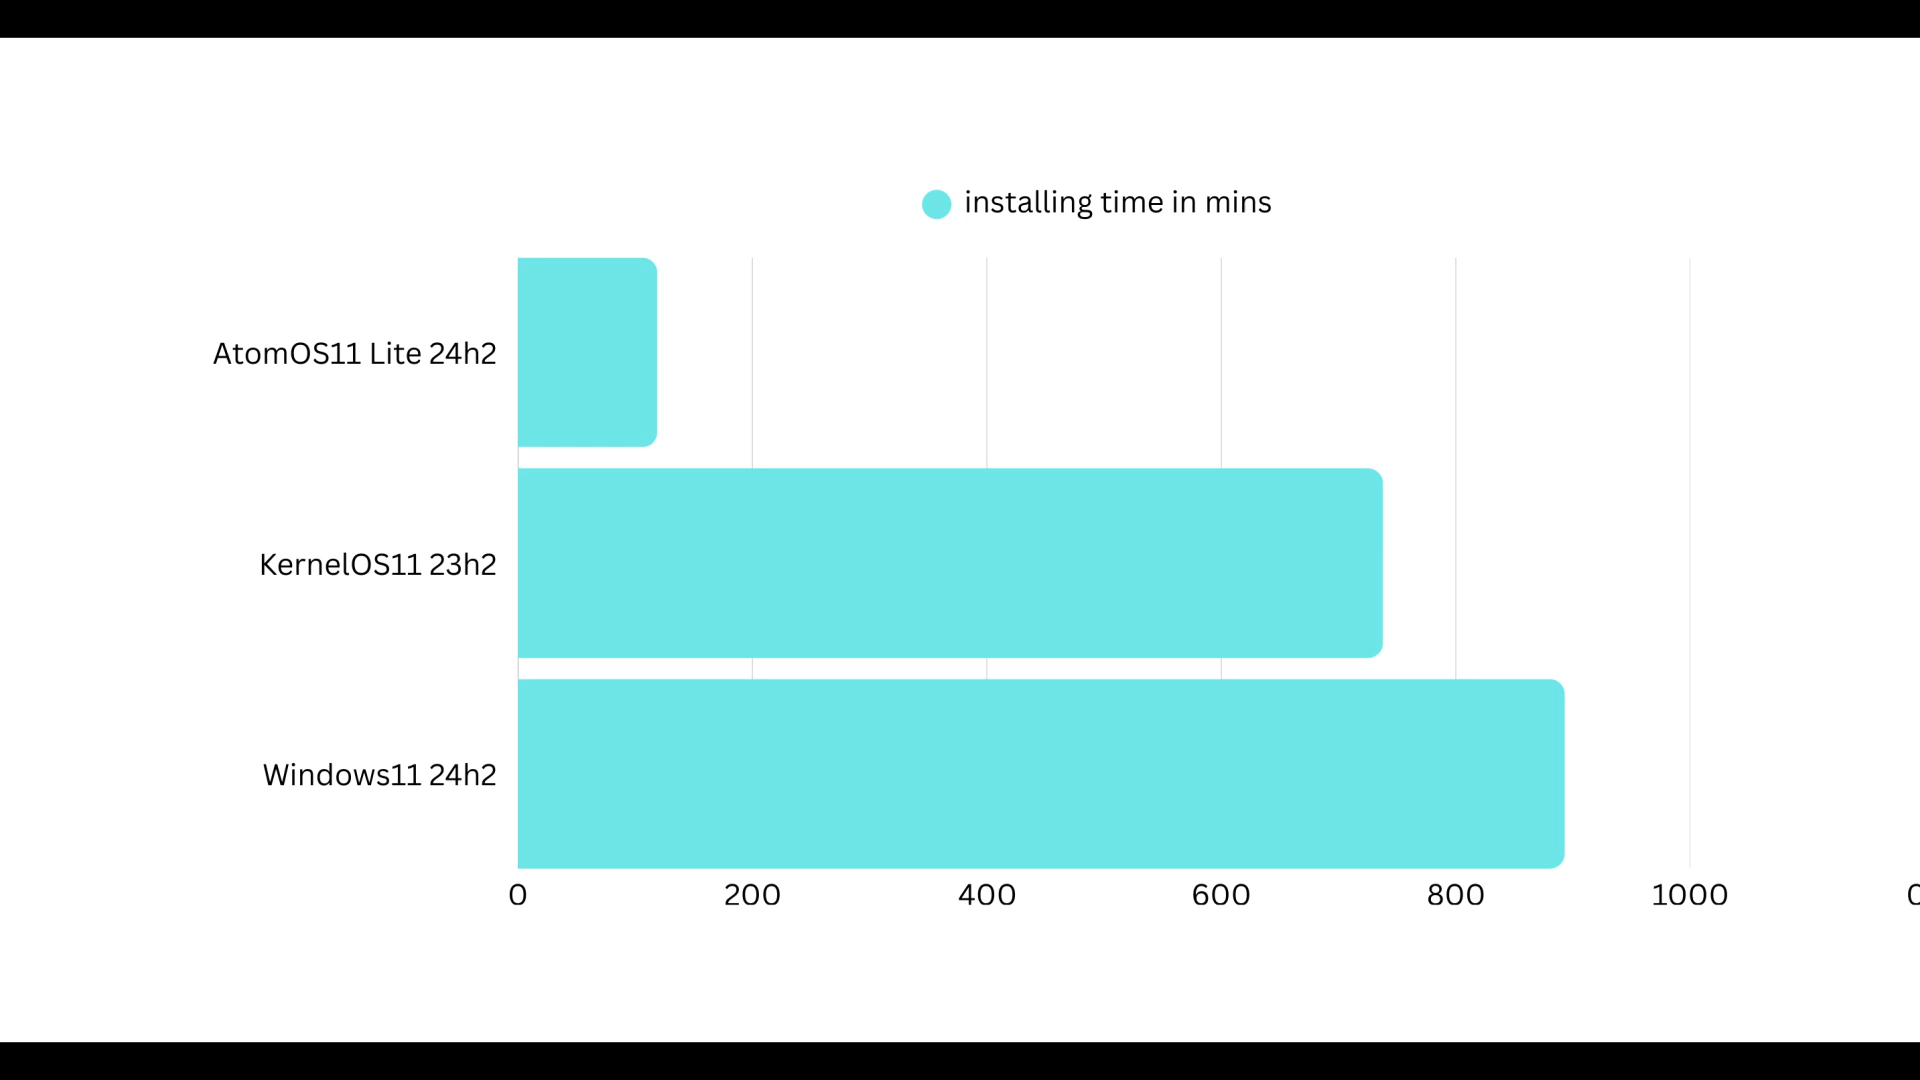 installing time in mins
AtomOS11 Lite 24h2
KernelOS11 23h2
Windows11 24h2
0 200 400 600 800 1000